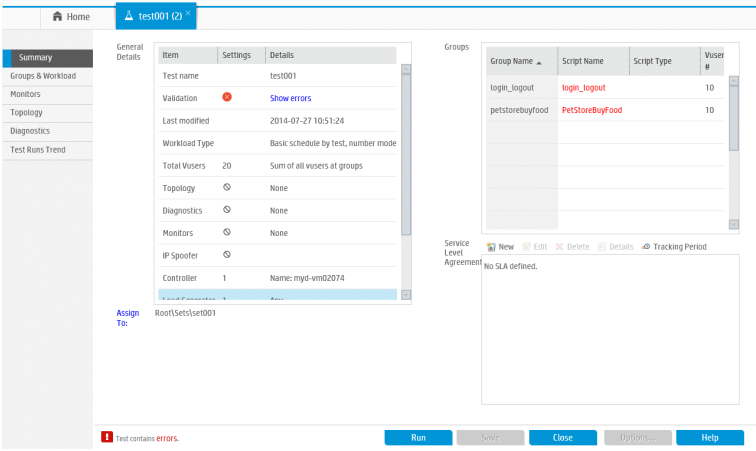 Home
test001 (2) ×
Summary
Groups & Workload
Monitors
Topology
Diagnostics
Test Runs Trend
General Details
Item Settings Details
Test name test001
Validation Show errors
Last modified 2014-07-27 10:51:24
Workload Type Basic schedule by test, number mode
Total Vusers 20 Sum of all vusers at groups
Topology None
Diagnostics None
Monitors None
IP Spoofer
Controller 1 Name: myd-vm02074
Load Generator 1 Any
Assign To: Root\Sets\set001
Groups
Group Name Script Name Script Type Vuser #
login_logout login_logout 10
petstorebuyfood PetStoreBuyFood 10
Service Level Agreement
New Edit Delete Details Tracking Period
No SLA defined.
Test contains errors.
Run Save Close Options... Help